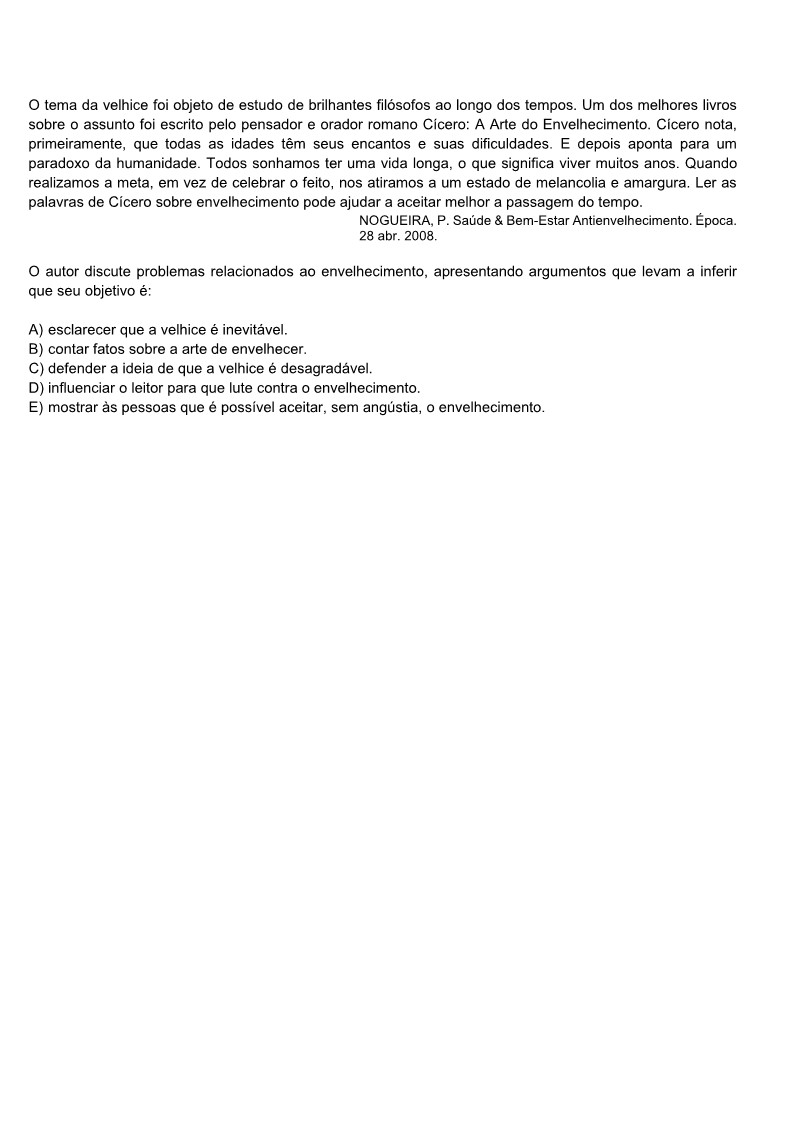 O tema da velhice foi objeto de estudo de brilhantes filósofos ao longo dos tempos. Um dos melhores livros
sobre o assunto foi escrito pelo pensador e orador romano Cícero: A Arte do Envelhecimento. Cícero nota,
primeiramente, que todas as idades têm seus encantos e suas dificuldades. E depois aponta para um
paradoxo da humanidade. Todos sonhamos ter uma vida longa, o que significa viver muitos anos. Quando
realizamos a meta, em vez de celebrar o feito, nos atiramos a um estado de melancolia e amargura. Ler as
palavras de Cícero sobre envelhecimento pode ajudar a aceitar melhor a passagem do tempo.
NOGUEIRA, P. Saúde & Bem-Estar Antienvelhecimento. Época.
28 abr. 2008.
O autor discute problemas relacionados ao envelhecimento, apresentando argumentos que levam a inferir
que seu objetivo é:
A) esclarecer que a velhice é inevitável.
B) contar fatos sobre a arte de envelhecer.
C) defender a ideia de que a velhice é desagradável.
D) influenciar o leitor para que lute contra o envelhecimento.
E) mostrar às pessoas que é possível aceitar, sem angústia, o envelhecimento.